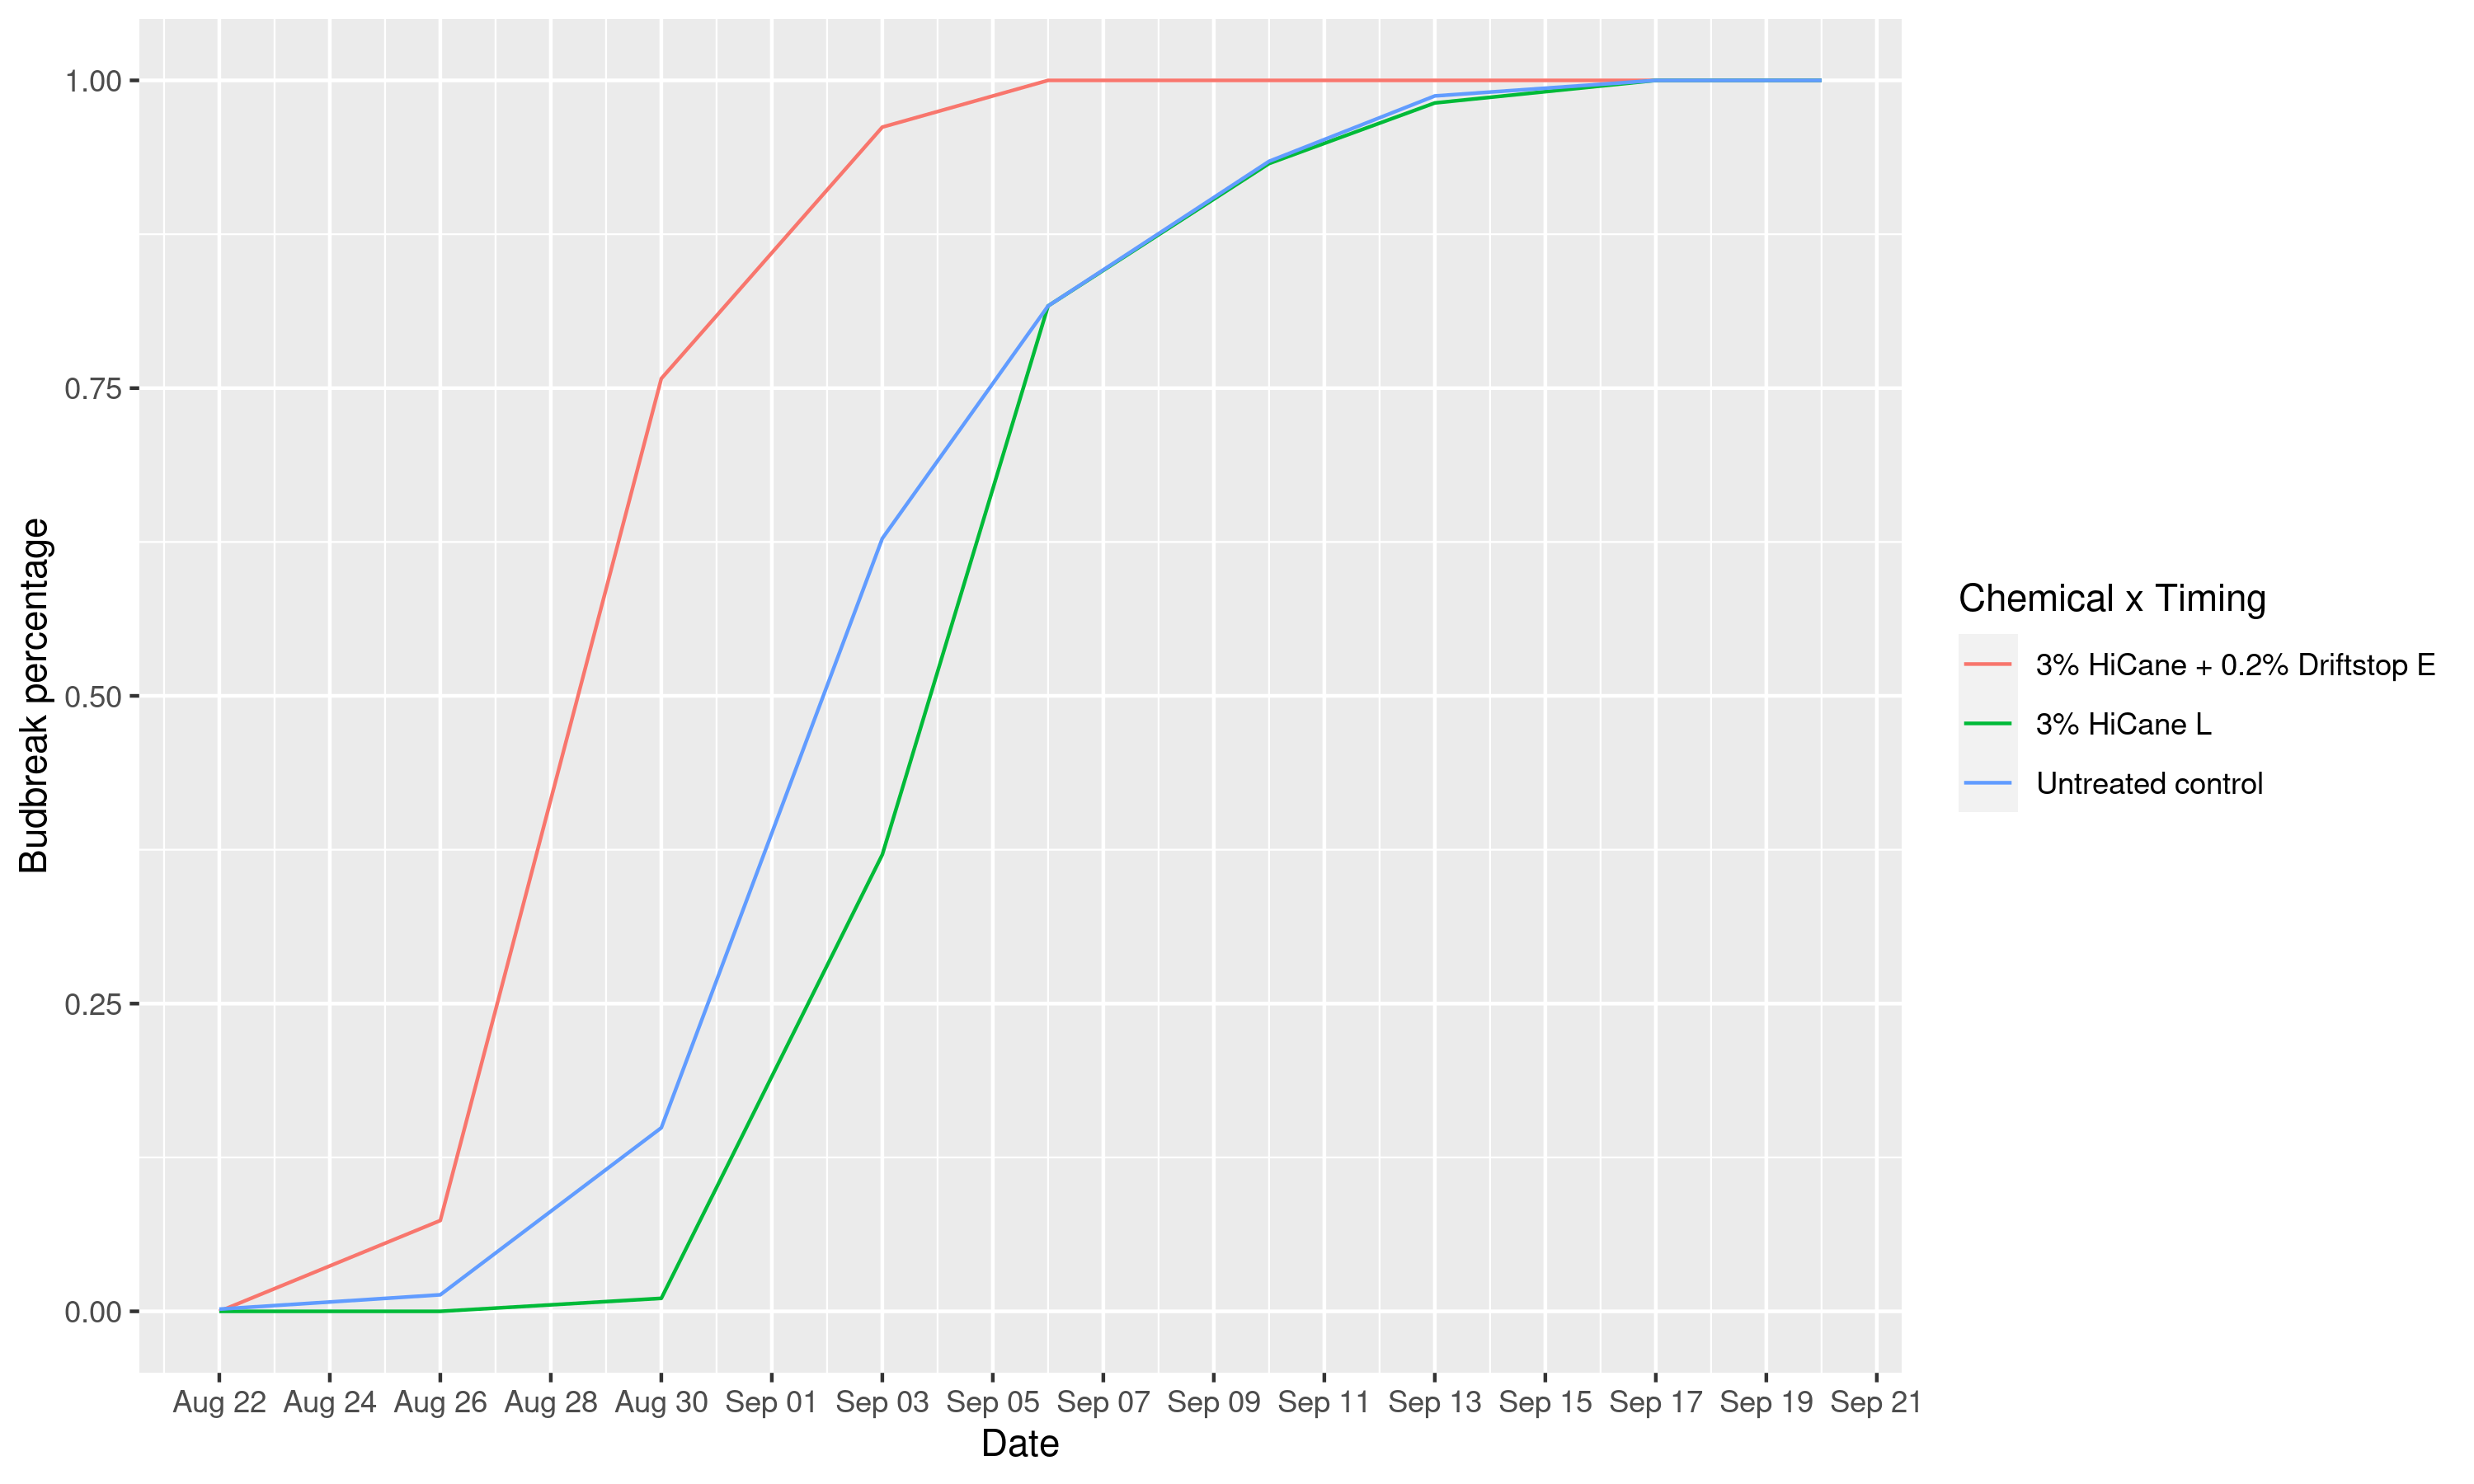 1.00
0.75
0.50
0.25
0.00
Budbreak percentage
Aug 22 Aug 24 Aug 26 Aug 28 Aug 30 Sep 01 Sep 03 Sep 05 Sep 07 Sep 09 Sep 11 Sep 13 Sep 15 Sep 17 Sep 19 Sep 21
Date
Chemical x Timing
3% HiCane + 0.2% Driftstop E
3% HiCane L
Untreated control